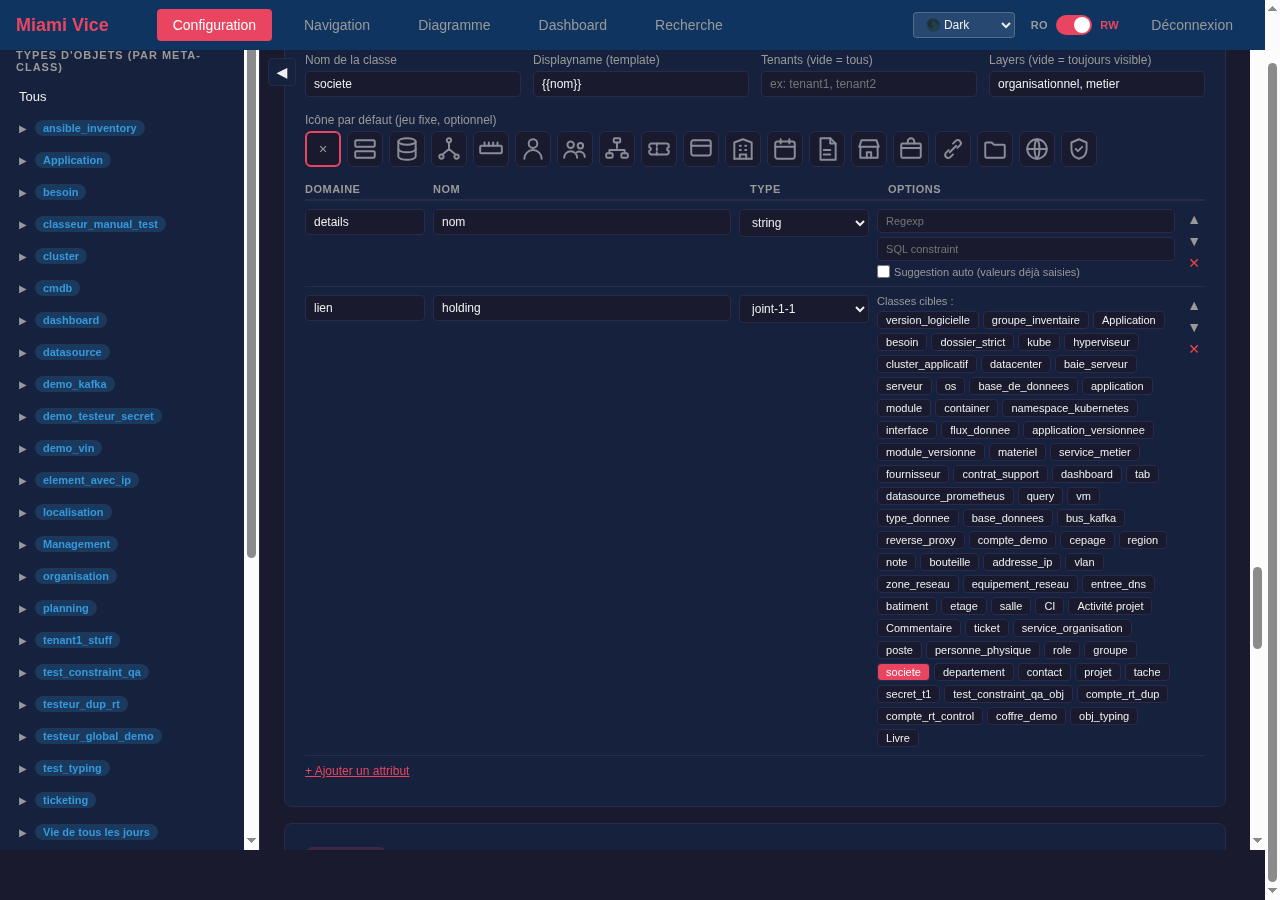 Miami Vice
Configuration
Navigation
Diagramme
Dashboard
Recherche
Dark
RO
RW
Déconnexion
TYPES D'OBJETS (PAR META-
CLASS)
Tous
ansible_inventory
Application
besoin
classeur_manual_test
cluster
cmdb
dashboard
datasource
demo_kafka
demo_testeur_secret
demo_vin
element_avec_ip
localisation
Management
organisation
planning
tenant1_stuff
test_constraint_qa
testeur_dup_rt
testeur_global_demo
test_typing
ticketing
Vie de tous les jours
Nom de la classe
Displayname (template)
Tenants (vide = tous)
Layers (vide = toujours visible)
societe
{{nom}}
ex: tenant1, tenant2
organisationnel, metier
Icône par défaut (jeu fixe, optionnel)
DOMAINE
NOM
TYPE
OPTIONS
details
nom
string
Regexp
SQL constraint
Suggestion auto (valeurs déjà saisies)
lien
holding
joint-1-1
Classes cibles :
version_logicielle groupe_inventaire Application
besoin dossier_strict kube hyperviseur
cluster_applicatif datacenter baie_serveur
serveur os base_de_donnees application
module container namespace_kubernetes
interface flux_donnee application_versionnee
module_versionne materiel service_metier
fournisseur contrat_support dashboard tab
datasource_prometheus query vm
type_donnee base_donnees bus_kafka
reverse_proxy compte_demo cepage region
note bouteille addresse_ip vlan
zone_reseau equipement_reseau entree_dns
batiment etage salle CI Activité projet
Commentaire ticket service_organisation
poste personne_physique role groupe
societe departement contact projet tache
secret_t1 test_constraint_qa_obj compte_rt_dup
compte_rt_control coffre_demo obj_typing
Livre
+ Ajouter un attribut